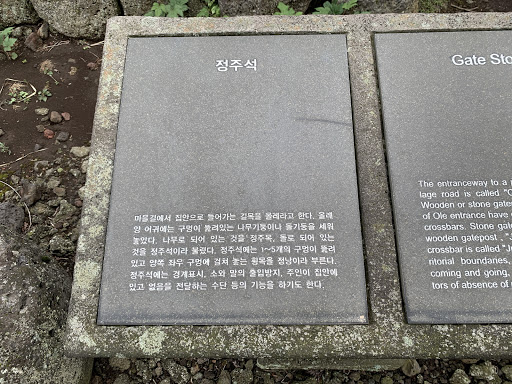 정주석
마을길에서 집안으로 들어가는 길목을 올레라고 한다. 올레
양 어귀에는 구멍이 뚫려있는 나무기둥이나 돌기둥을 세워
놓았다. 나무로 되어 있는 것을 정주목, 돌로 되어 있는
것을 정주석이라 불렀다. 정주석에는 1~5개의 구멍이 뚫려
있고 양쪽 좌우 구멍에 걸쳐 놓는 횡목을 정낭이라 부른다.
정주석에는 경계표시, 소와 말의 출입방지, 주인이 집안에
있고 없음을 전달하는 수단 등의 기능을 하기도 한다.
Gate Sto
The entranceway to a
lage road is called "O
Wooden or stone gates
of Ole entrance have
crossbars. Stone gatep
wooden gatepost , "
crossbar is called "Je
ritorial boundaries,
coming and going,
tors of absence of